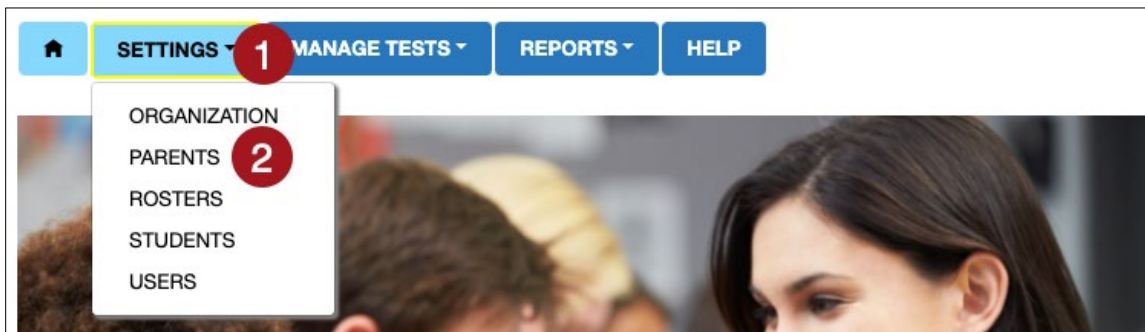 SETTINGS 1 MANAGE TESTS REPORTS HELP
ORGANIZATION
PARENTS 2
ROSTERS
STUDENTS
USERS